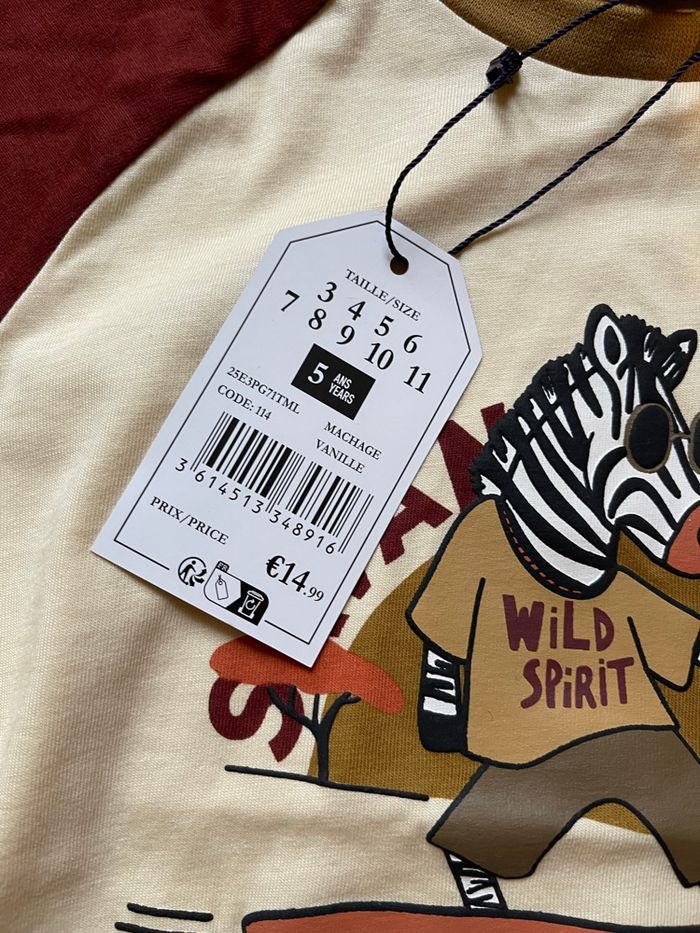 TAILLE/SIZE
3 4 5 6
7 8 9 10 11
5 ANS
YEARS
25E3PG71TML
CODE: 114
MACHAGE
VANILLE
3 614513 348916
PRIX/PRICE
€14.99
FR
WiLD
SPiRiT